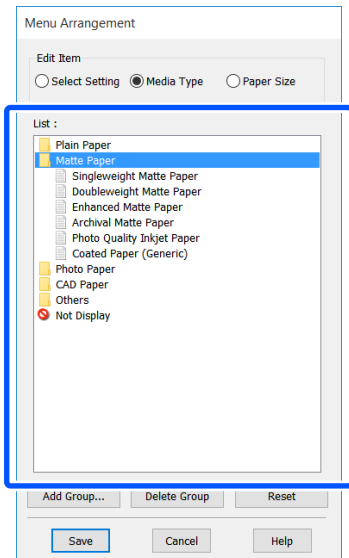 Menu Arrangement
Edit Item
Select Setting Media Type Paper Size
List :
Plain Paper
Matte Paper
Singleweight Matte Paper
Doubleweight Matte Paper
Enhanced Matte Paper
Archival Matte Paper
Photo Quality Inkjet Paper
Coated Paper (Generic)
Photo Paper
CAD Paper
Others
Not Display
Add Group... Delete Group Reset
Save Cancel Help